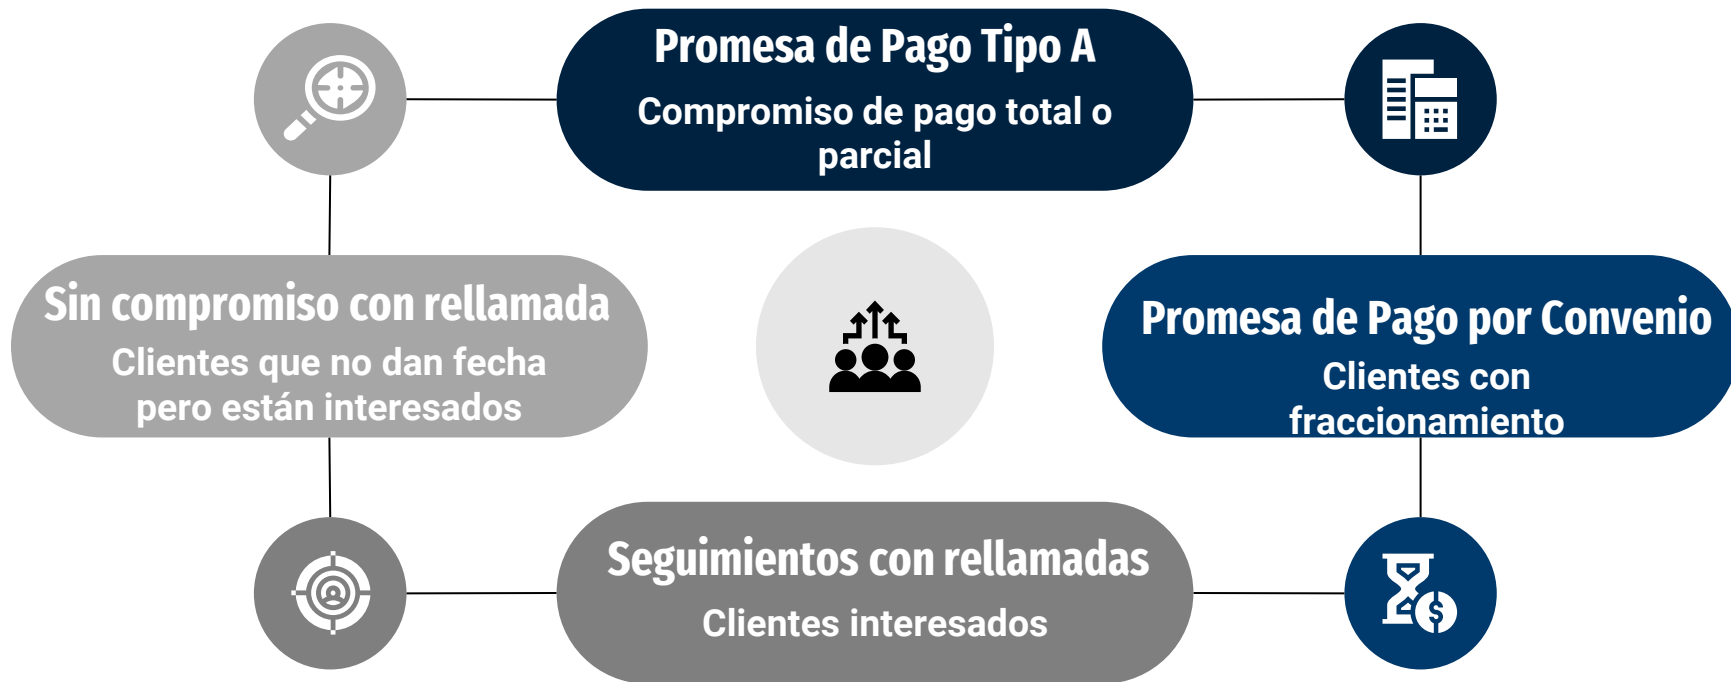 Promesa de Pago Tipo A
Compromiso de pago total o
parcial
Sin compromiso con rellamada
Clientes que no dan fecha
pero están interesados
Promesa de Pago por Convenio
Clientes con
fraccionamiento
Seguimientos con rellamadas
Clientes interesados
$